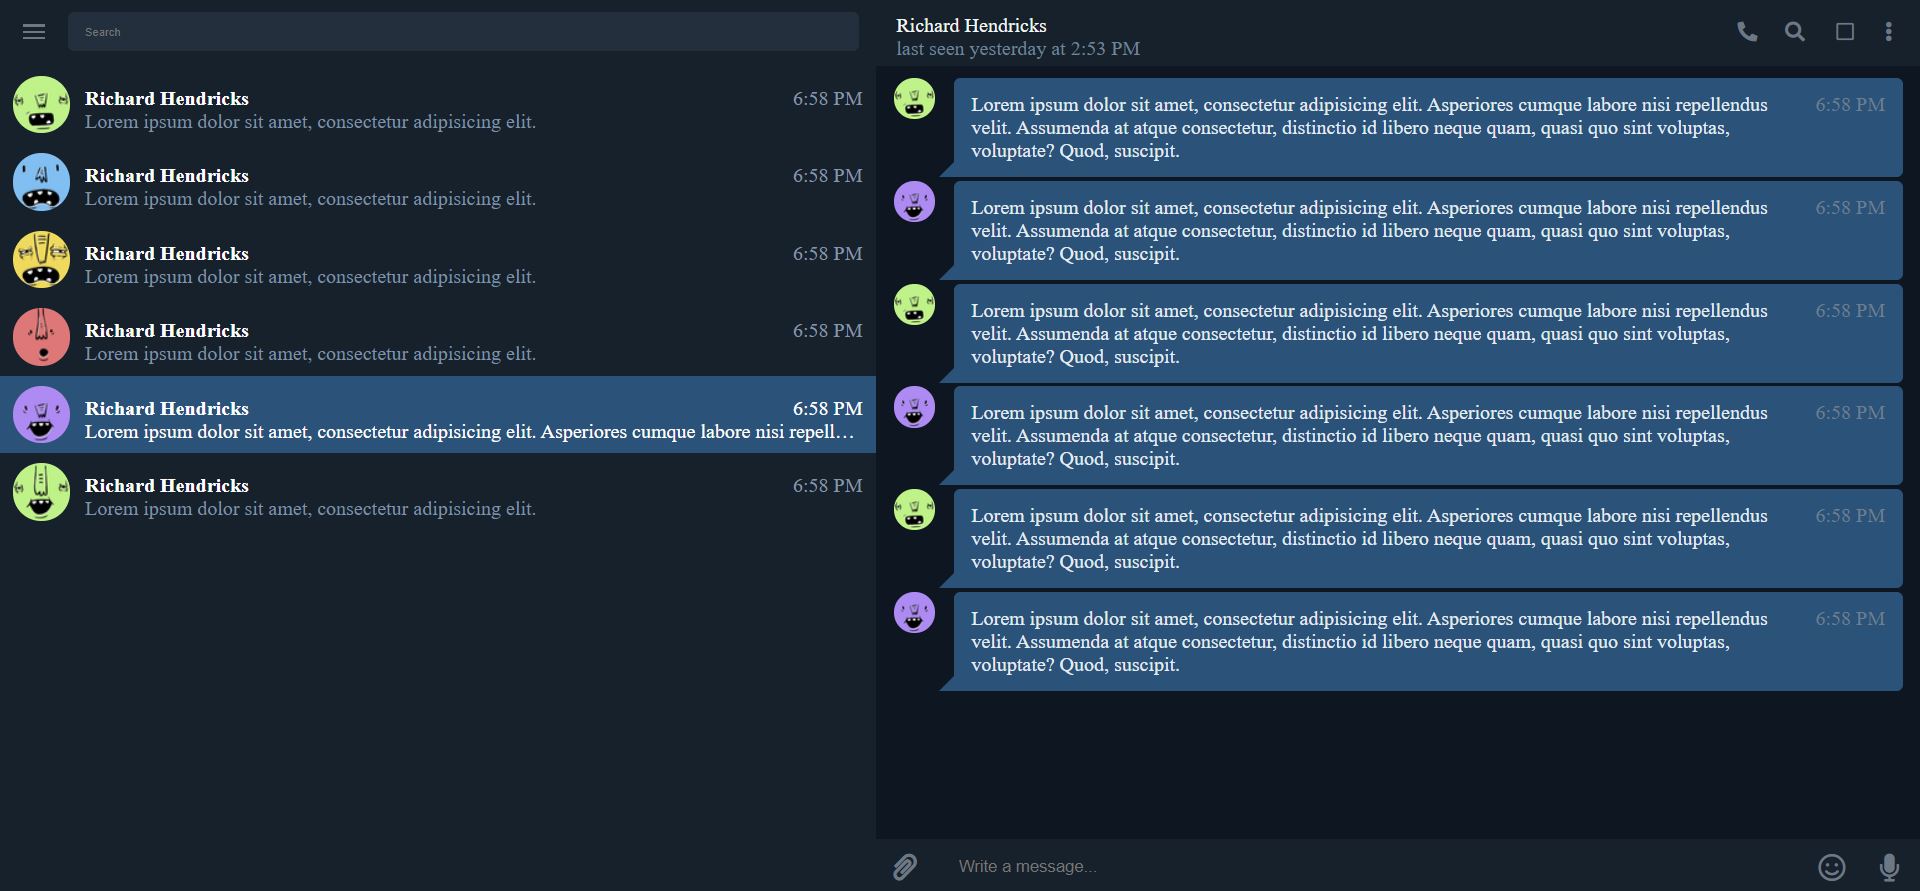 Search
Richard Hendricks 6:58 PM
Lorem ipsum dolor sit amet, consectetur adipisicing elit.
Richard Hendricks 6:58 PM
Lorem ipsum dolor sit amet, consectetur adipisicing elit.
Richard Hendricks 6:58 PM
Lorem ipsum dolor sit amet, consectetur adipisicing elit.
Richard Hendricks 6:58 PM
Lorem ipsum dolor sit amet, consectetur adipisicing elit.
Richard Hendricks 6:58 PM
Lorem ipsum dolor sit amet, consectetur adipisicing elit. Asperiores cumque labore nisi repell...
Richard Hendricks 6:58 PM
Lorem ipsum dolor sit amet, consectetur adipisicing elit.
Richard Hendricks
last seen yesterday at 2:53 PM
Lorem ipsum dolor sit amet, consectetur adipisicing elit. Asperiores cumque labore nisi repellendus 6:58 PM
velit. Assumenda at atque consectetur, distinctio id libero neque quam, quasi quo sint voluptas,
voluptate? Quod, suscipit.
Lorem ipsum dolor sit amet, consectetur adipisicing elit. Asperiores cumque labore nisi repellendus 6:58 PM
velit. Assumenda at atque consectetur, distinctio id libero neque quam, quasi quo sint voluptas,
voluptate? Quod, suscipit.
Lorem ipsum dolor sit amet, consectetur adipisicing elit. Asperiores cumque labore nisi repellendus 6:58 PM
velit. Assumenda at atque consectetur, distinctio id libero neque quam, quasi quo sint voluptas,
voluptate? Quod, suscipit.
Lorem ipsum dolor sit amet, consectetur adipisicing elit. Asperiores cumque labore nisi repellendus 6:58 PM
velit. Assumenda at atque consectetur, distinctio id libero neque quam, quasi quo sint voluptas,
voluptate? Quod, suscipit.
Lorem ipsum dolor sit amet, consectetur adipisicing elit. Asperiores cumque labore nisi repellendus 6:58 PM
velit. Assumenda at atque consectetur, distinctio id libero neque quam, quasi quo sint voluptas,
voluptate? Quod, suscipit.
Lorem ipsum dolor sit amet, consectetur adipisicing elit. Asperiores cumque labore nisi repellendus 6:58 PM
velit. Assumenda at atque consectetur, distinctio id libero neque quam, quasi quo sint voluptas,
voluptate? Quod, suscipit.
Write a message...